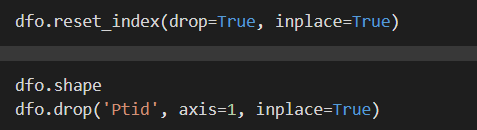 dfo.reset_index(drop=True, inplace=True)
dfo.shape
dfo.drop('Ptid', axis=1, inplace=True)